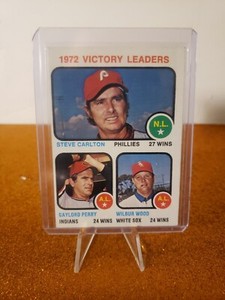 1972 VICTORY LEADERS
N.L.
STEVE CARLTON PHILLIES 27 WINS
A.L. A.L.
GAYLORD PERRY WILBUR WOOD
INDIANS 24 WINS WHITE SOX 24 WINS